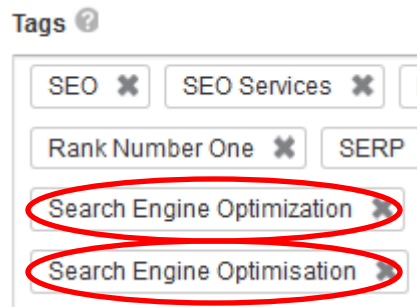 Tags ?
SEO ✖ SEO Services ✖
Rank Number One ✖ SERP
Search Engine Optimization ✖
Search Engine Optimisation ✖